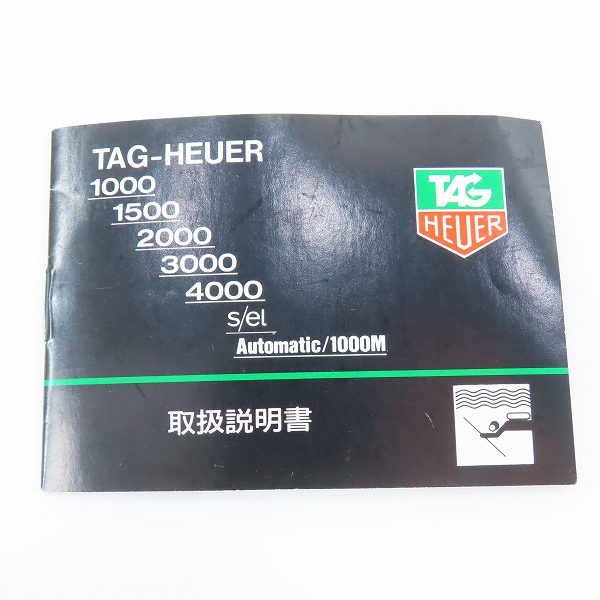 TAG-HEUER
1000
1500
2000
3000
4000
s/el
Automatic/1000M
TAG
HEUER
取扱説明書